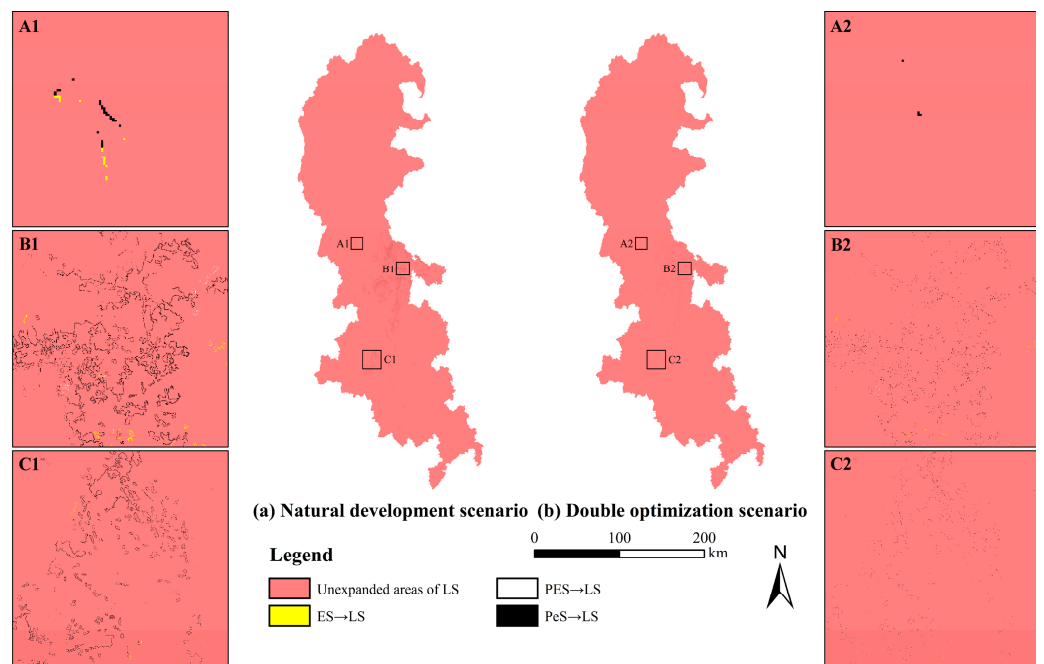 A1
A2
B1
B2
C1
C2
A1
B1
C1
A2
B2
C2
(a) Natural development scenario (b) Double optimization scenario
0 100 200
km
N
Legend
Unexpanded areas of LS
PES→LS
ES→LS
PeS→LS